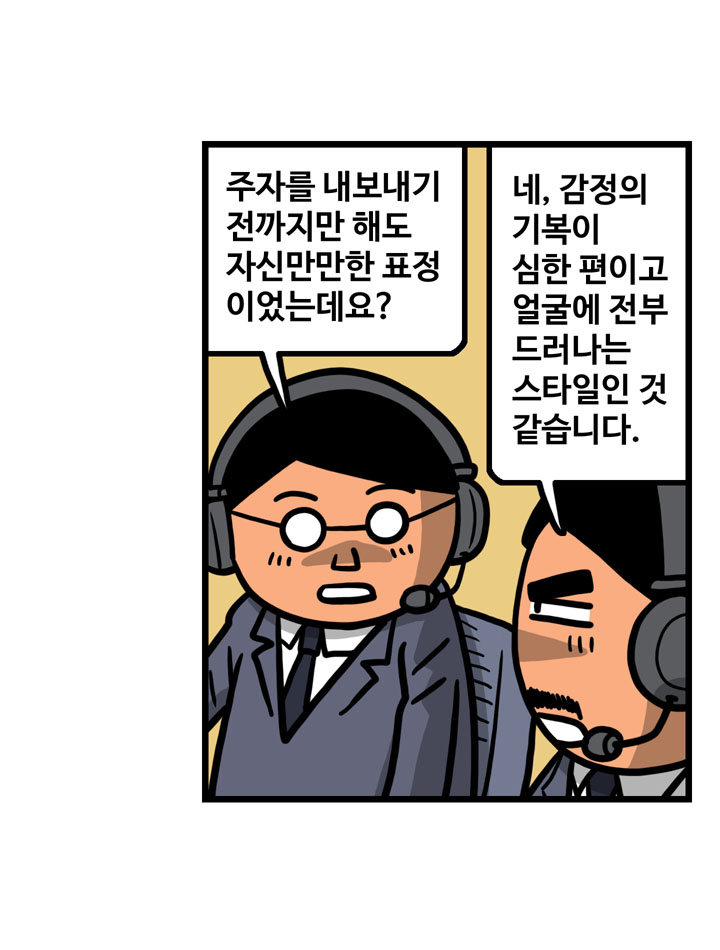 주자를 내보내기
전까지만 해도
자신만만한 표정
이었는데요?
네, 감정의
기복이
심한 편이고
얼굴에 전부
드러나는
스타일인 것
같습니다.